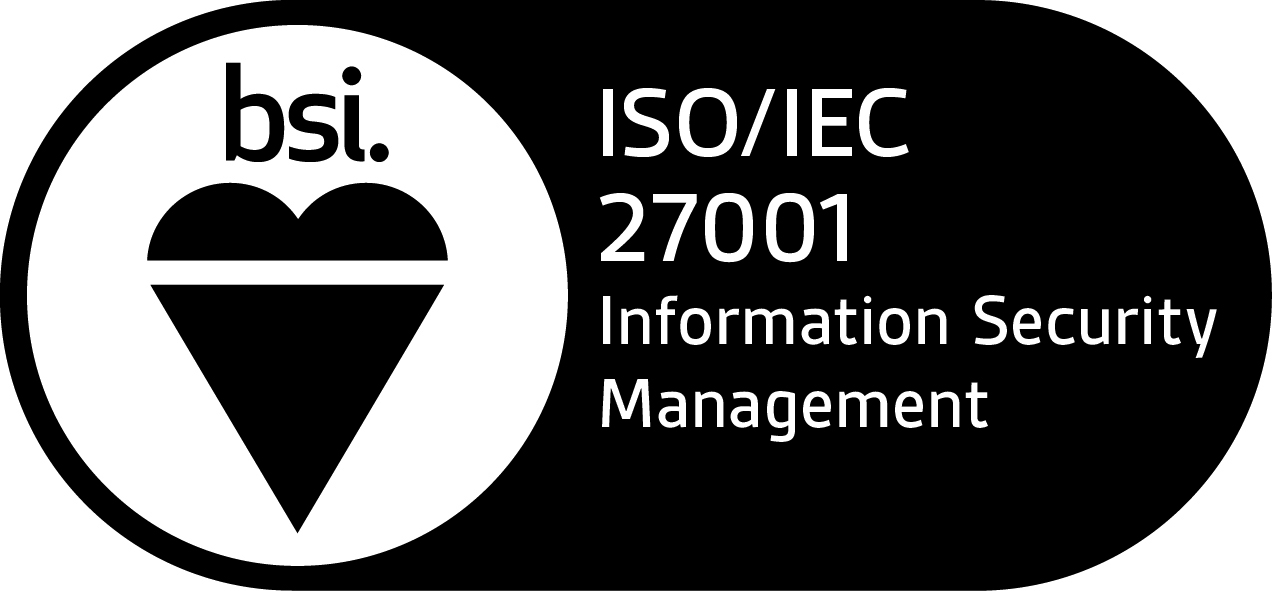 bsi.
ISO/IEC
27001
Information Security
Management